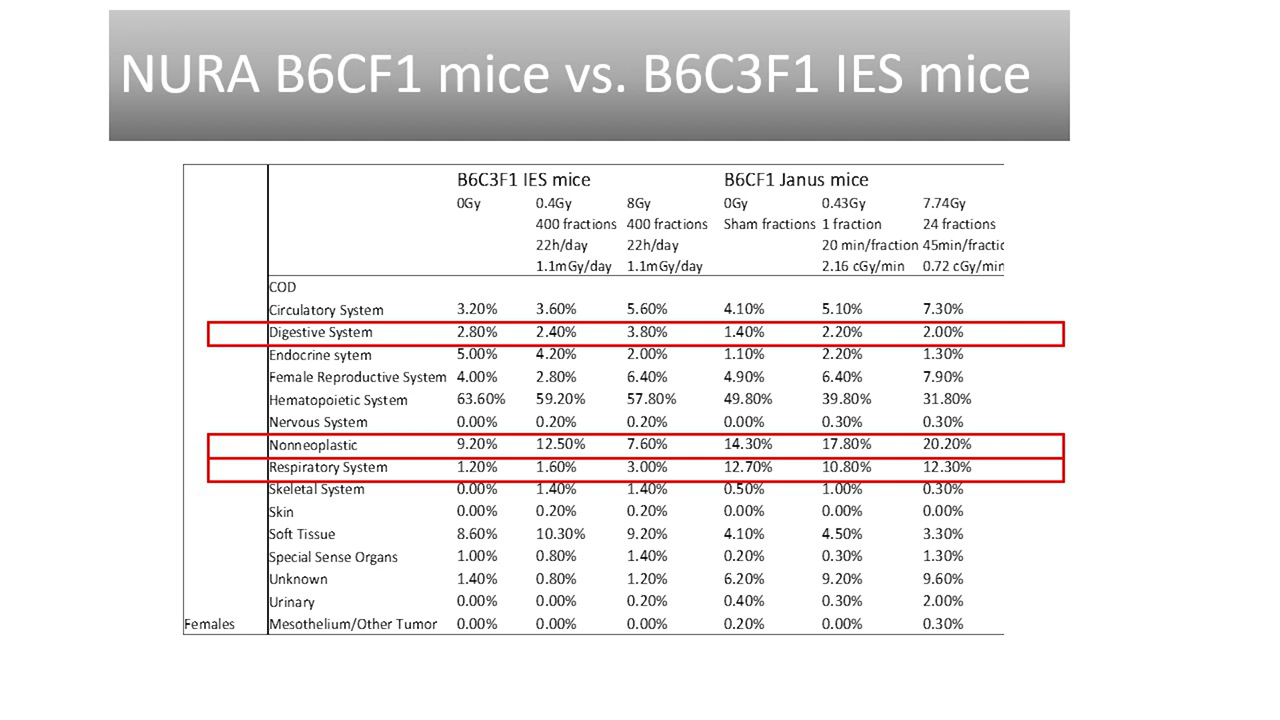 NURA B6CF1 mice vs. B6C3F1 IES mice
B6C3F1 IES mice B6CF1 Janus mice
0Gy 0.4Gy 8Gy 0Gy 0.43Gy 7.74Gy
400 fractions 400 fractions Sham fractions 1 fraction 24 fractions
22h/day 22h/day 20 min/fraction 45min/fractic
1.1mGy/day 1.1mGy/day 2.16 cGy/min 0.72 cGy/min
COD
Circulatory System 3.20% 3.60% 5.60% 4.10% 5.10% 7.30%
Digestive System 2.80% 2.40% 3.80% 1.40% 2.20% 2.00%
Endocrine sytem 5.00% 4.20% 2.00% 1.10% 2.20% 1.30%
Female Reproductive System 4.00% 2.80% 6.40% 4.90% 6.40% 7.90%
Hematopoietic System 63.60% 59.20% 57.80% 49.80% 39.80% 31.80%
Nervous System 0.00% 0.20% 0.20% 0.00% 0.30% 0.30%
Nonneoplastic 9.20% 12.50% 7.60% 14.30% 17.80% 20.20%
Respiratory System 1.20% 1.60% 3.00% 12.70% 10.80% 12.30%
Skeletal System 0.00% 1.40% 1.40% 0.50% 1.00% 0.30%
Skin 0.00% 0.20% 0.20% 0.00% 0.00% 0.00%
Soft Tissue 8.60% 10.30% 9.20% 4.10% 4.50% 3.30%
Special Sense Organs 1.00% 0.80% 1.40% 0.20% 0.30% 1.30%
Unknown 1.40% 0.80% 1.20% 6.20% 9.20% 9.60%
Urinary 0.00% 0.00% 0.20% 0.40% 0.30% 2.00%
Females Mesothelium/Other Tumor 0.00% 0.00% 0.00% 0.20% 0.00% 0.30%